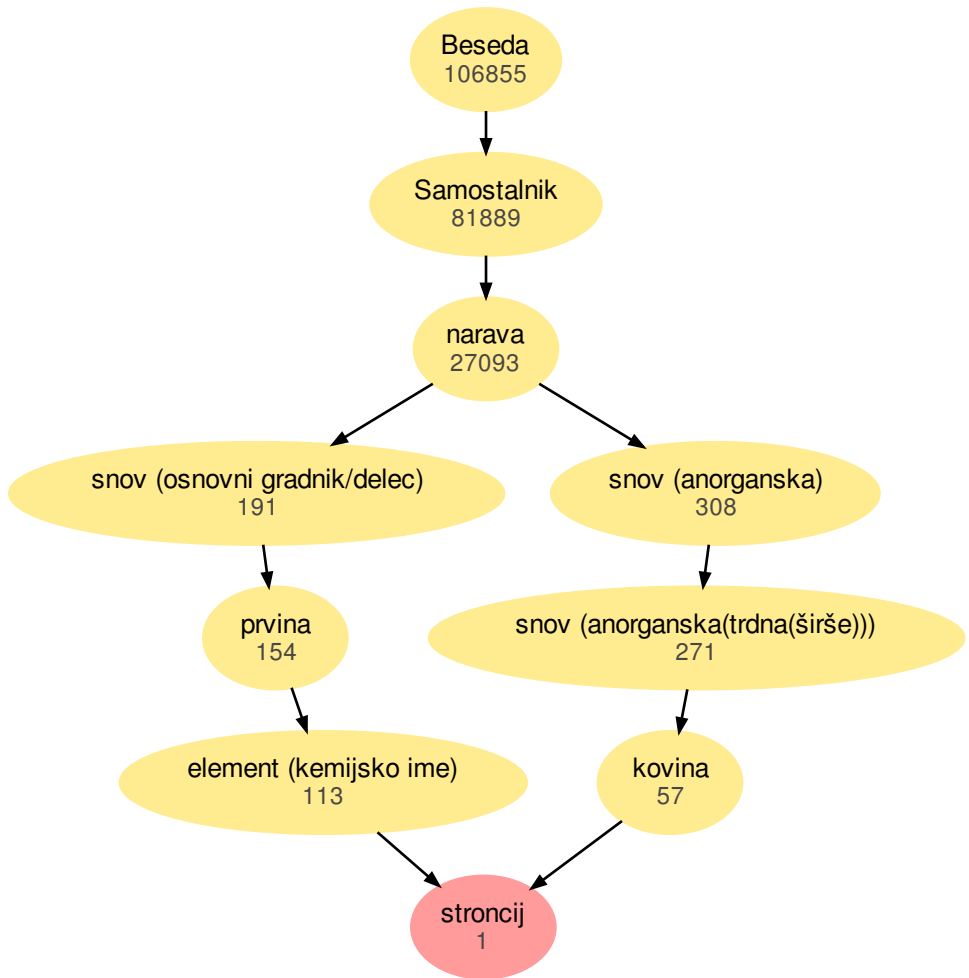 Beseda
106855
Samostalnik
81889
narava
27093
snov (osnovni gradnik/delec)
191
snov (anorganska)
308
prvina
154
snov (anorganska(trdna(širše)))
271
element (kemijsko ime)
113
kovina
57
stroncij
1